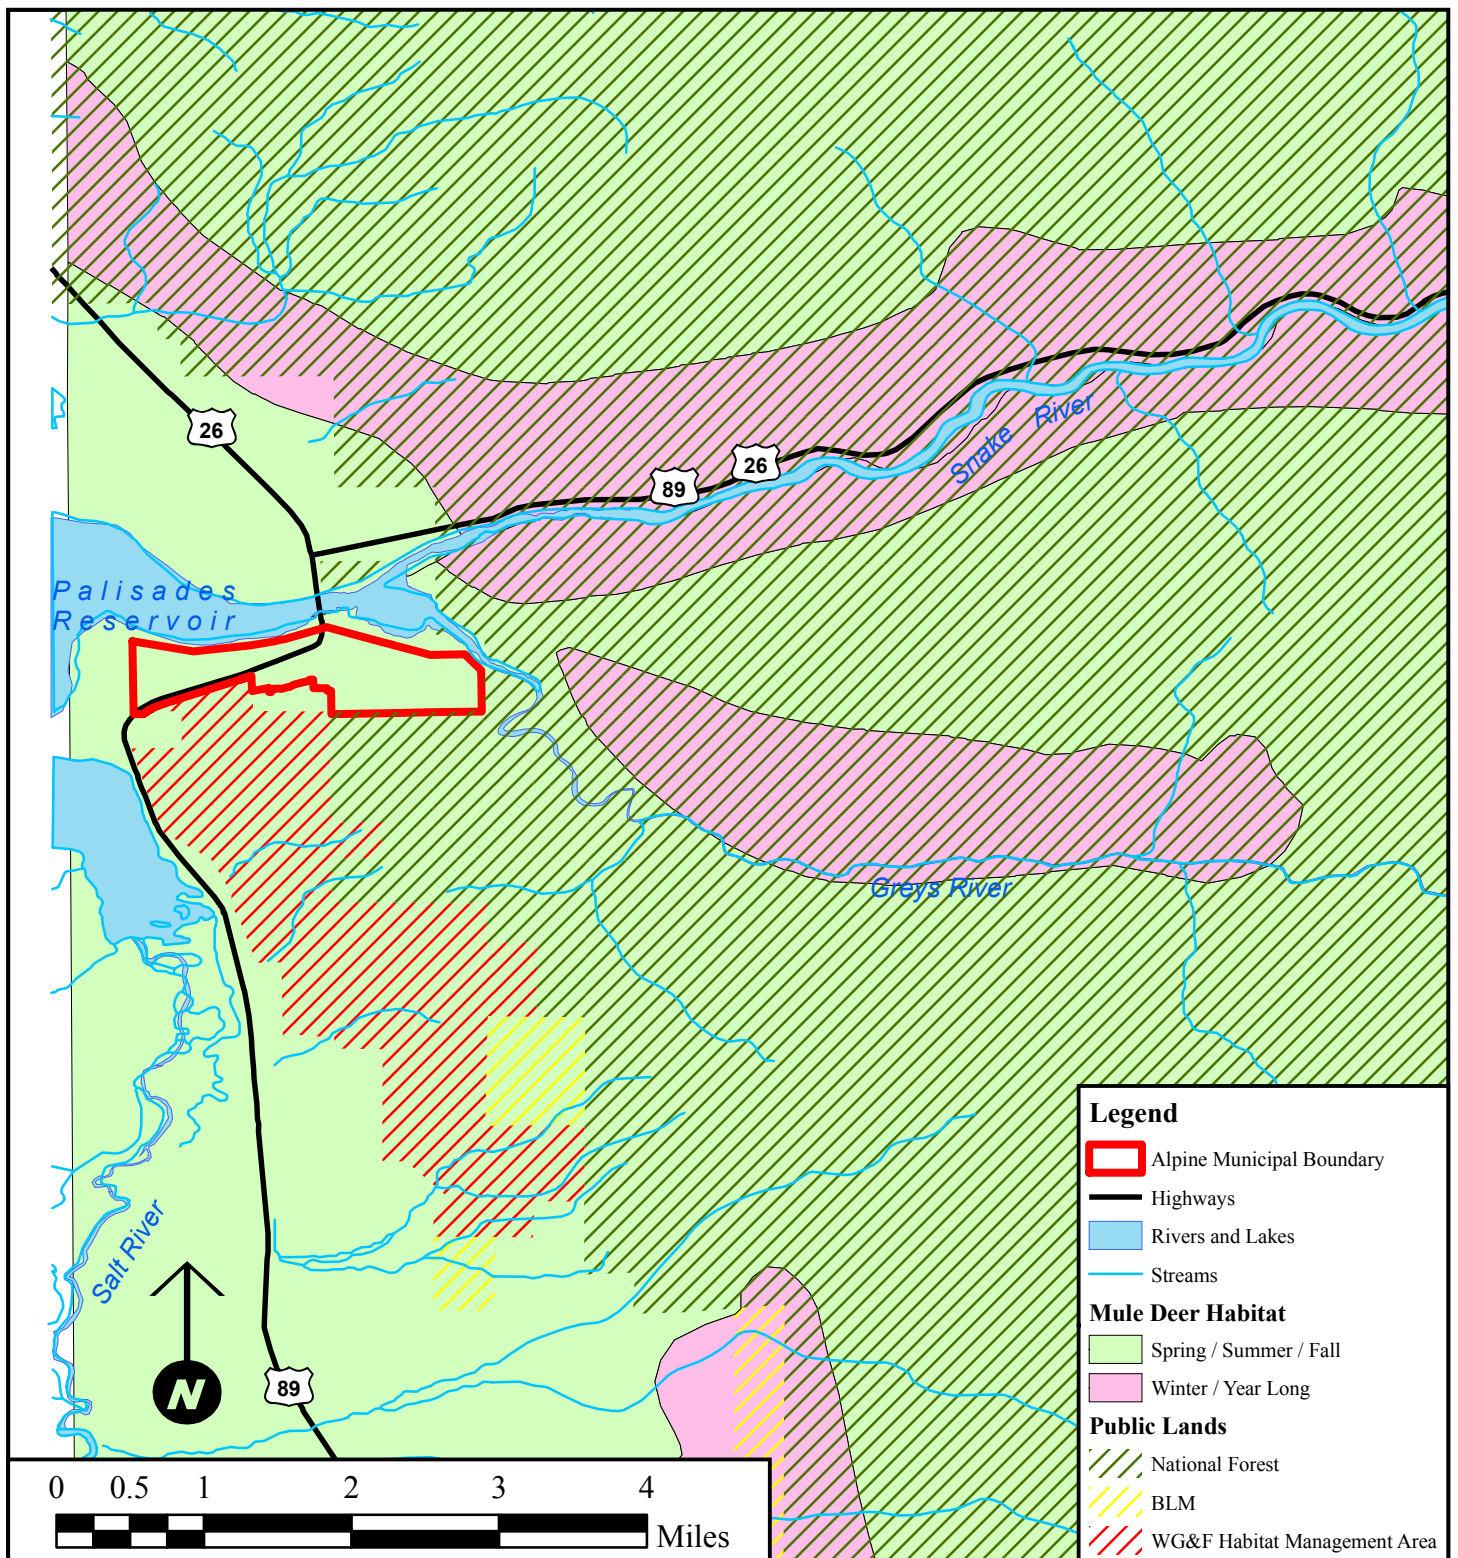 26
26
89
Snake River
Palisades
Reservoir
Greys River
Salt River
N
89
0 0.5 1 2 3 4
Miles
Legend
Alpine Municipal Boundary
Highways
Rivers and Lakes
Streams
Mule Deer Habitat
Spring / Summer / Fall
Winter / Year Long
Public Lands
National Forest
BLM
WG&F Habitat Management Area